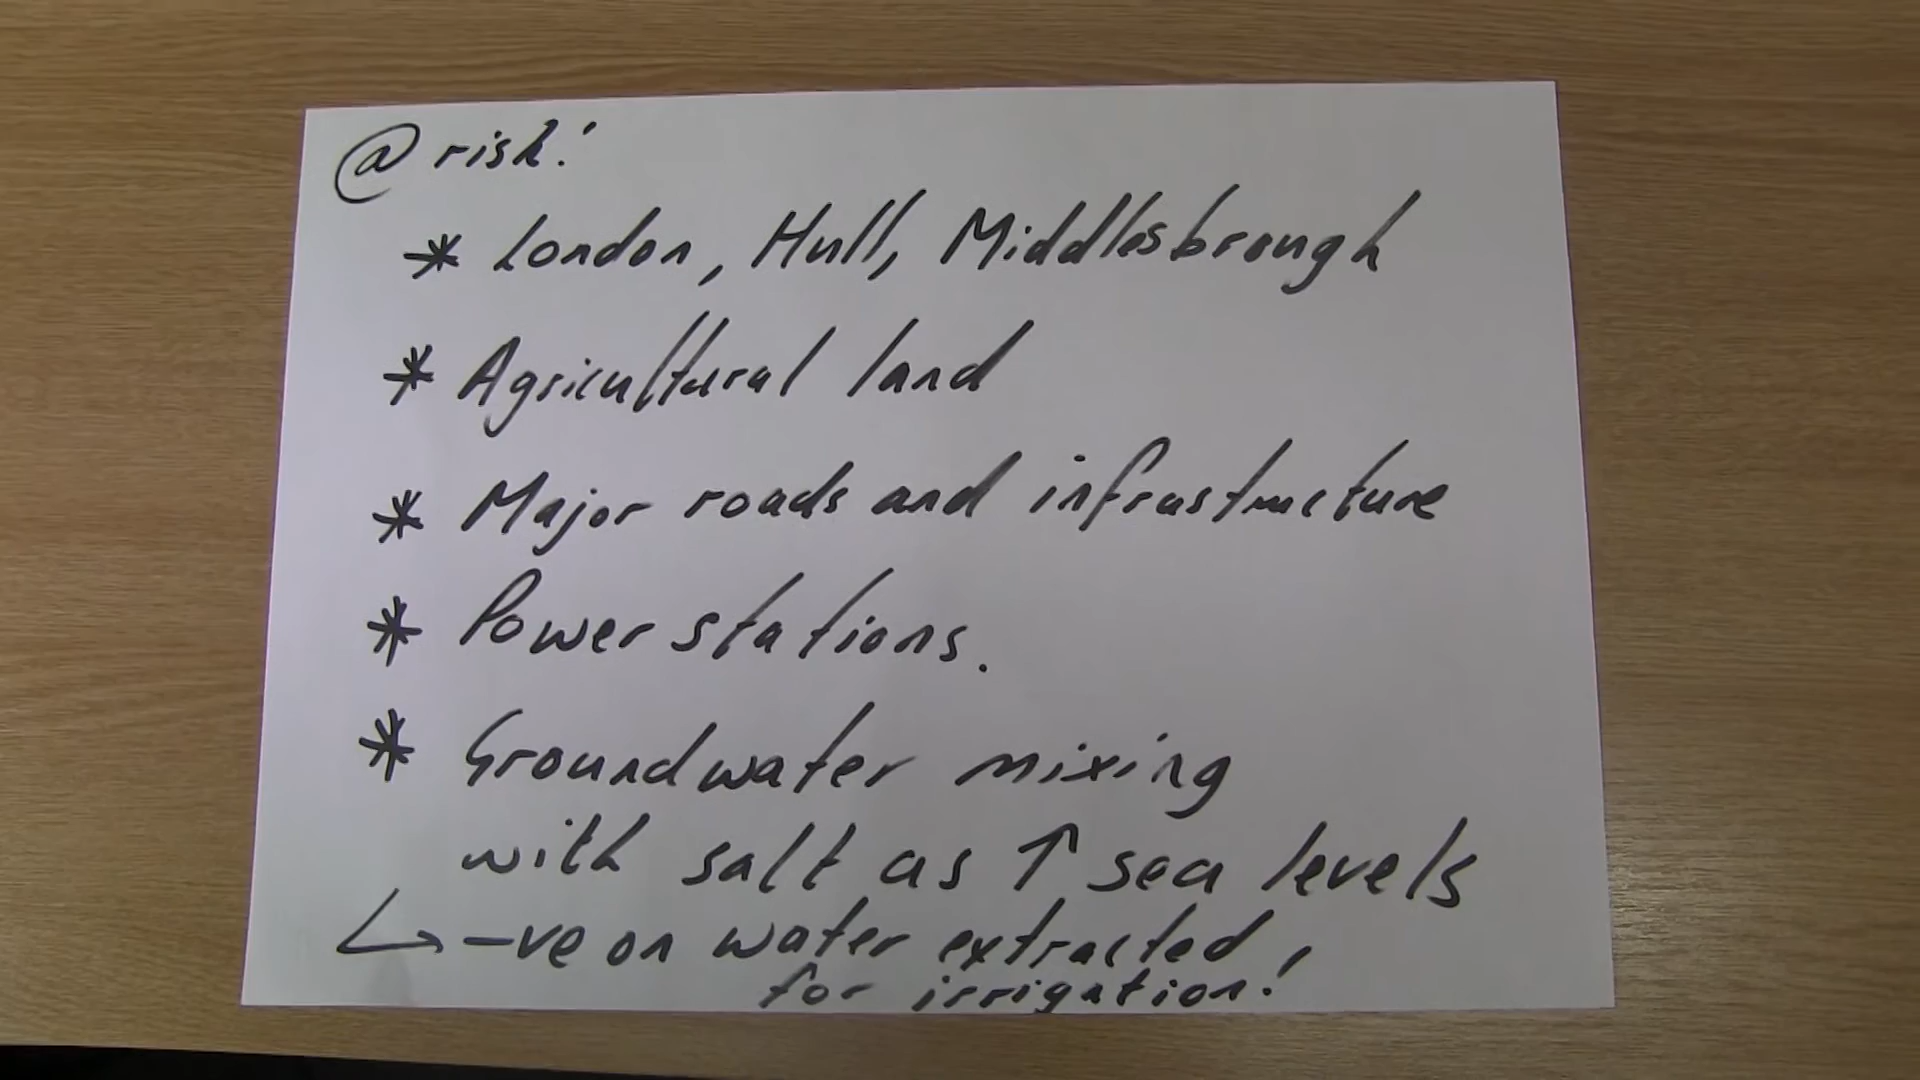 @ risk!
* London, Hull, Middlesbrough
* Agricultural land
* Major roads and infrastructure
* Power stations.
* Groundwater mixing
with salt as ↑ sea levels
↳ -ve on water extracted
for irrigation!